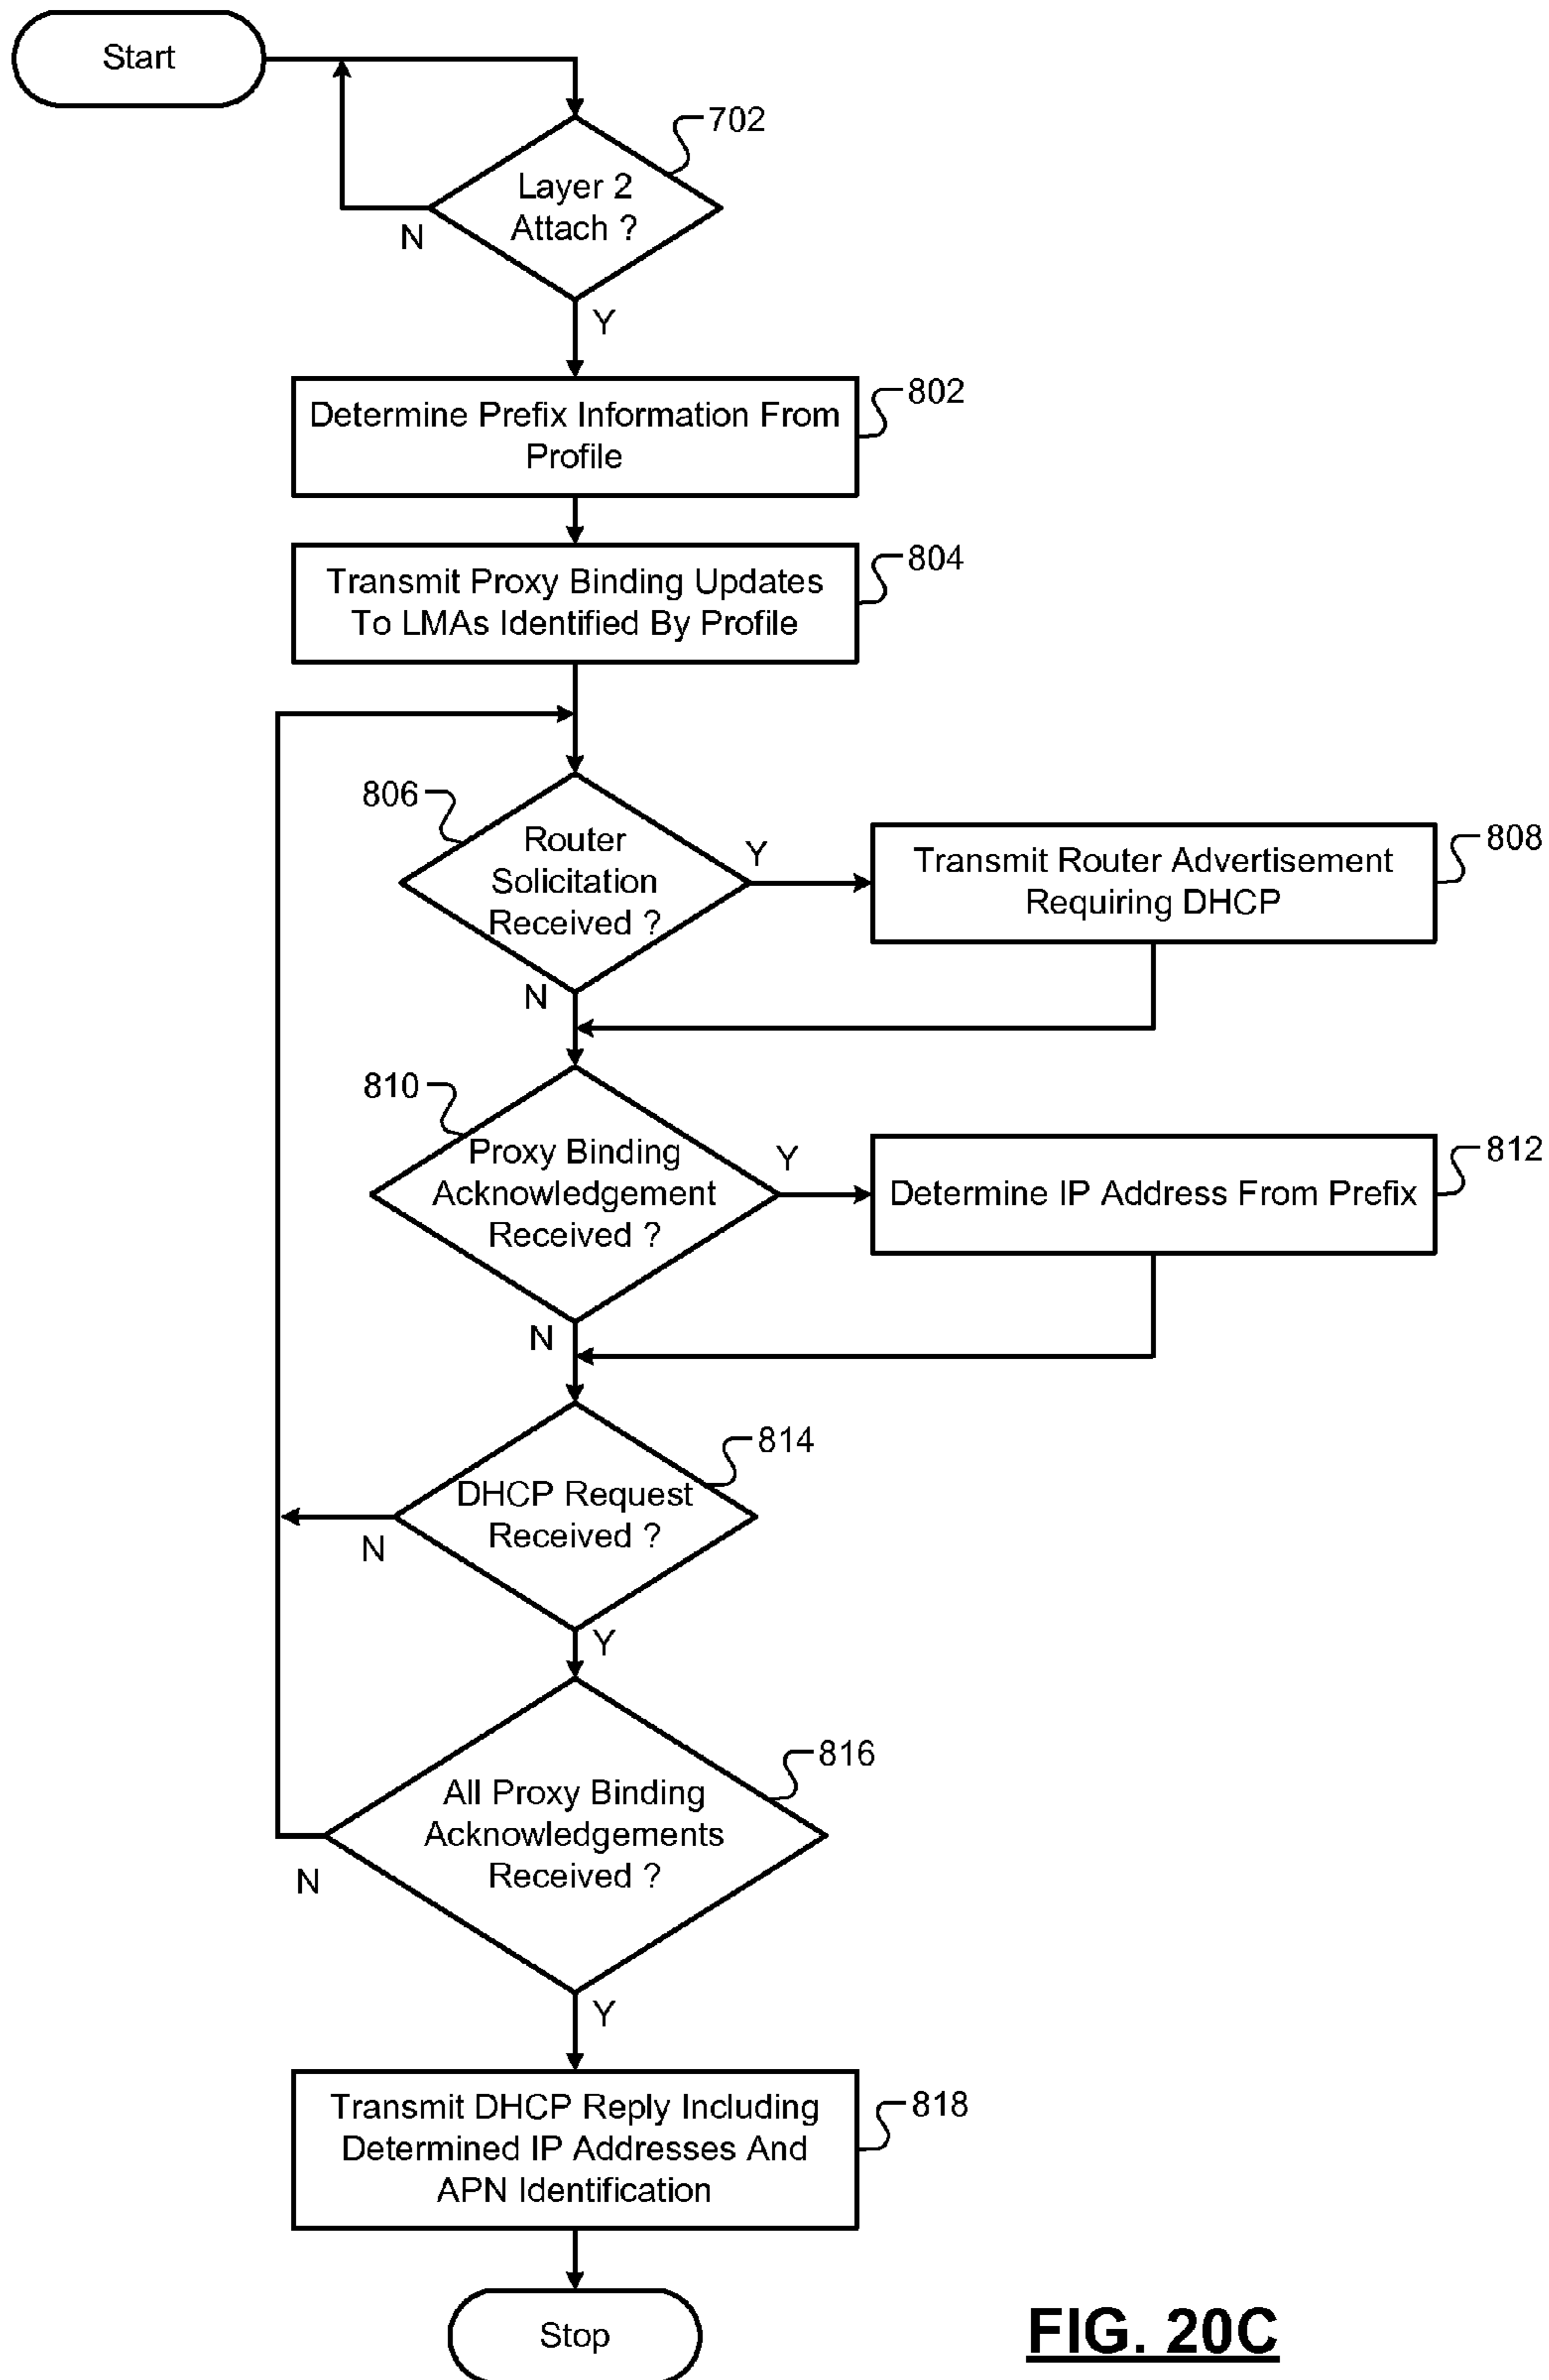 Start
702
Layer 2
Attach ?
N
Y
802
Determine Prefix Information From
Profile
804
Transmit Proxy Binding Updates
To LMAs Identified By Profile
806
Router
Solicitation
Received ?
Y
N
808
Transmit Router Advertisement
Requiring DHCP
810
Proxy Binding
Acknowledgement
Received ?
Y
N
812
Determine IP Address From Prefix
814
DHCP Request
Received ?
N
Y
816
All Proxy Binding
Acknowledgements
Received ?
N
Y
818
Transmit DHCP Reply Including
Determined IP Addresses And
APN Identification
Stop
FIG. 20C